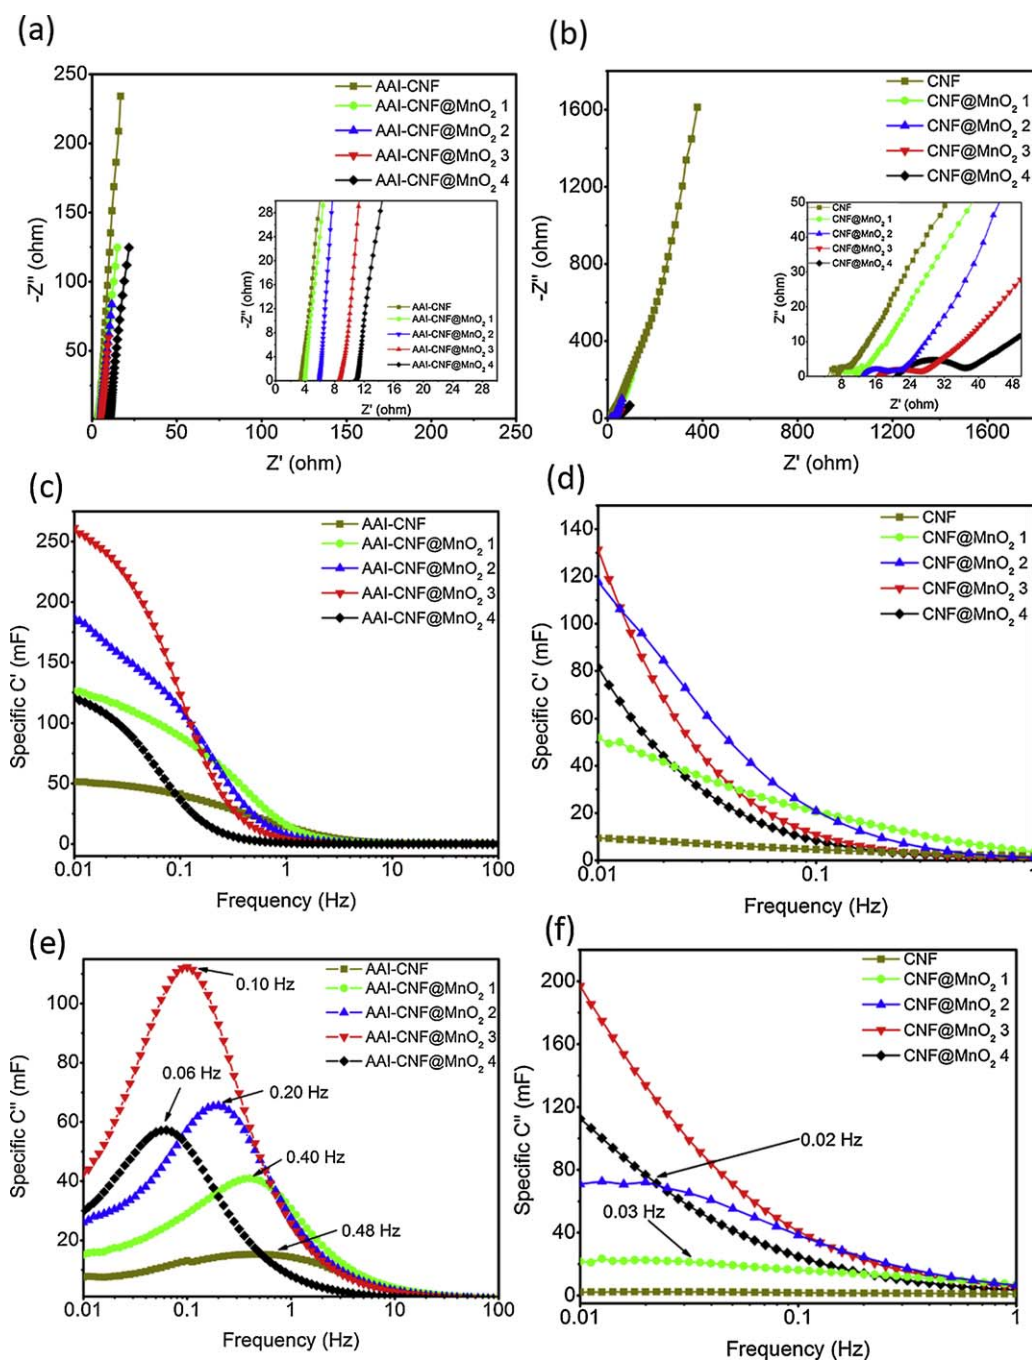 (a)
250
200
150
100
50
-Z" (ohm)
0 50 100 150 200 250
Z' (ohm)
AAI-CNF
AAI-CNF@MnO2 1
AAI-CNF@MnO2 2
AAI-CNF@MnO2 3
AAI-CNF@MnO2 4
28
24
20
16
12
8
4
0
-Z" (ohm)
0 4 8 12 16 20 24 28
Z' (ohm)
AAI-CNF
AAI-CNF@MnO2 1
AAI-CNF@MnO2 2
AAI-CNF@MnO2 3
AAI-CNF@MnO2 4
(b)
1600
1400
1200
1000
800
600
400
200
0
-Z" (ohm)
0 400 800 1200 1600
Z' (ohm)
CNF
CNF@MnO2 1
CNF@MnO2 2
CNF@MnO2 3
CNF@MnO2 4
50
40
30
20
10
0
Z" (ohm)
8 16 24 32 40 48
Z' (ohm)
CNF
CNF@MnO2 1
CNF@MnO2 2
CNF@MnO2 3
CNF@MnO2 4
(c)
250
200
150
100
50
0
Specific C' (mF)
0.01 0.1 1 10 100
Frequency (Hz)
AAI-CNF
AAI-CNF@MnO2 1
AAI-CNF@MnO2 2
AAI-CNF@MnO2 3
AAI-CNF@MnO2 4
(d)
140
120
100
80
60
40
20
0
Specific C' (mF)
0.01 0.1 1
Frequency (Hz)
CNF
CNF@MnO2 1
CNF@MnO2 2
CNF@MnO2 3
CNF@MnO2 4
(e)
100
80
60
40
20
Specific C" (mF)
0.01 0.1 1 10 100
Frequency (Hz)
AAI-CNF
AAI-CNF@MnO2 1
AAI-CNF@MnO2 2
AAI-CNF@MnO2 3
AAI-CNF@MnO2 4
0.10 Hz
0.06 Hz
0.20 Hz
0.40 Hz
0.48 Hz
(f)
200
160
120
80
40
0
Specific C" (mF)
0.01 0.1 1
Frequency (Hz)
CNF
CNF@MnO2 1
CNF@MnO2 2
CNF@MnO2 3
CNF@MnO2 4
0.02 Hz
0.03 Hz